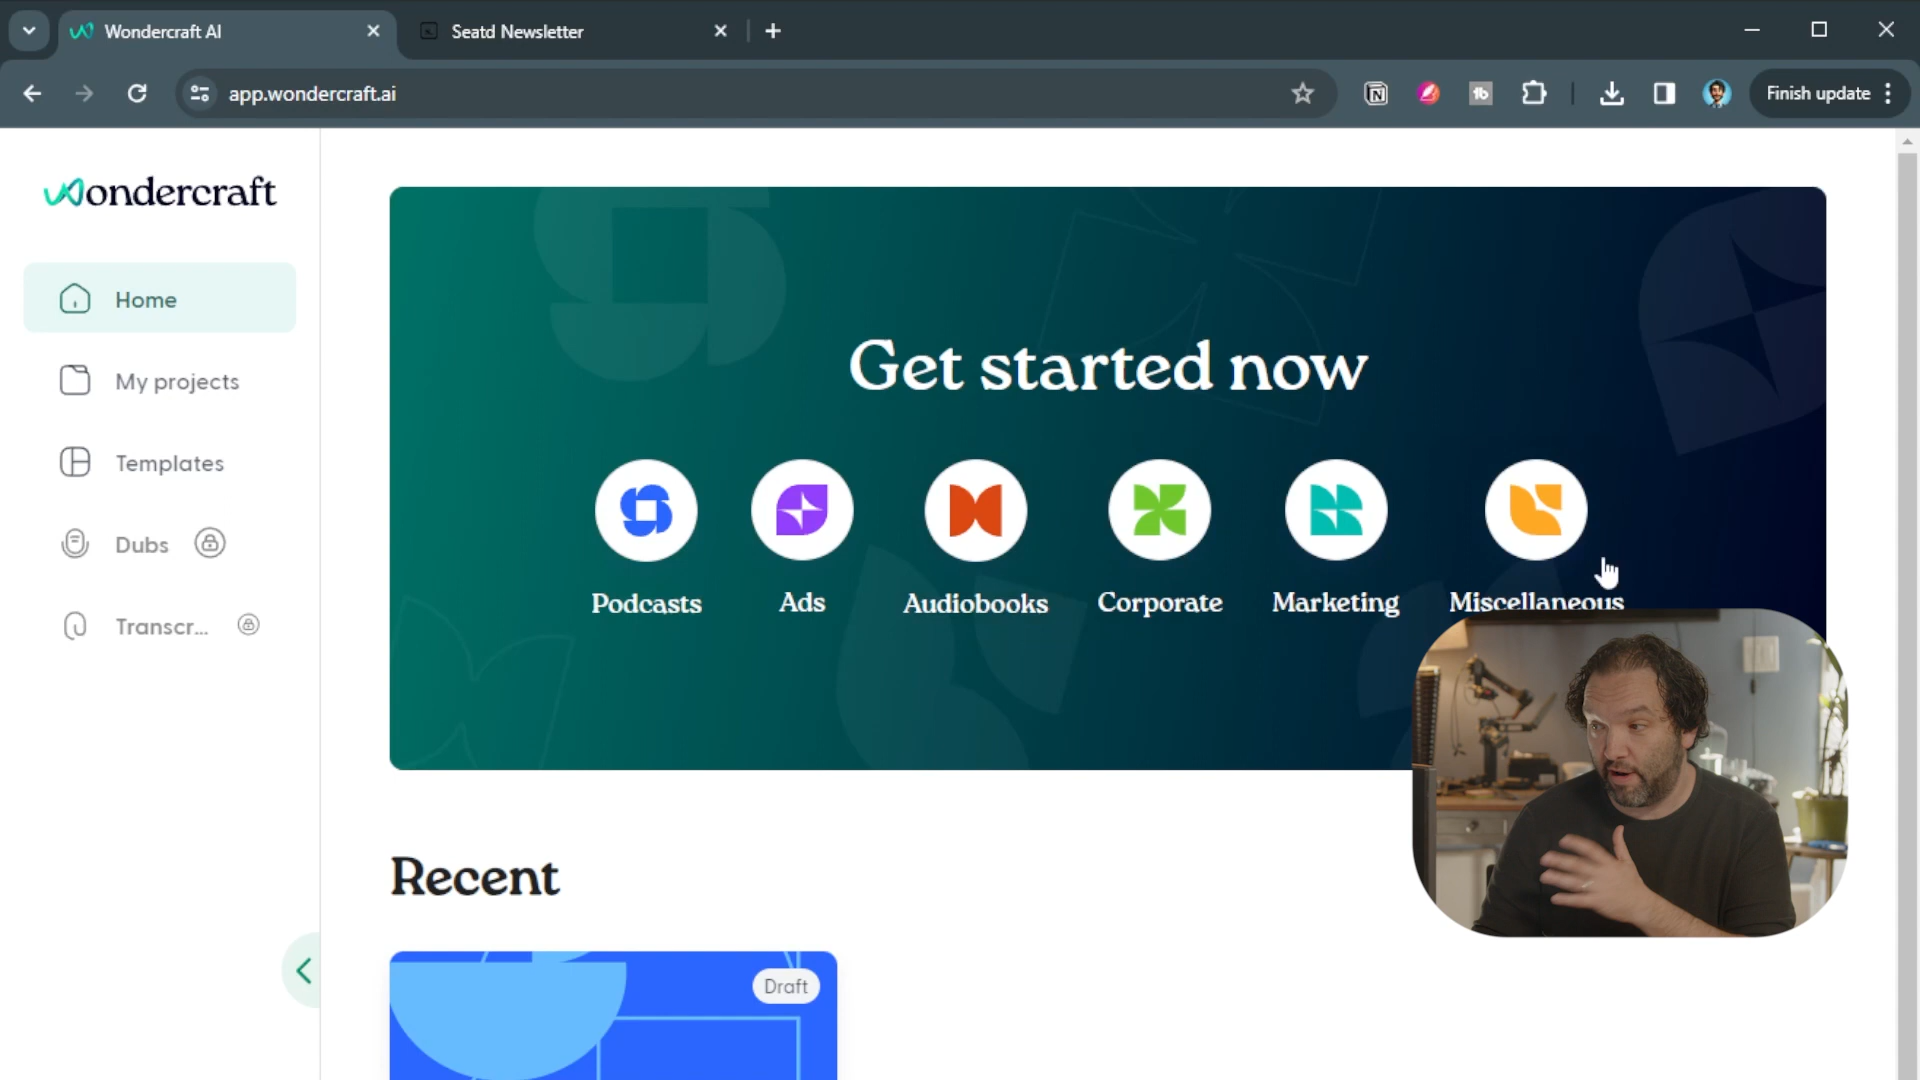 Wondercraft AI
Seatd Newsletter
app.wondercraft.ai
Finish update
wondercraft
Home
My projects
Templates
Dubs
Transcr...
Get started now
Podcasts
Ads
Audiobooks
Corporate
Marketing
Miscellaneous
Recent
Draft